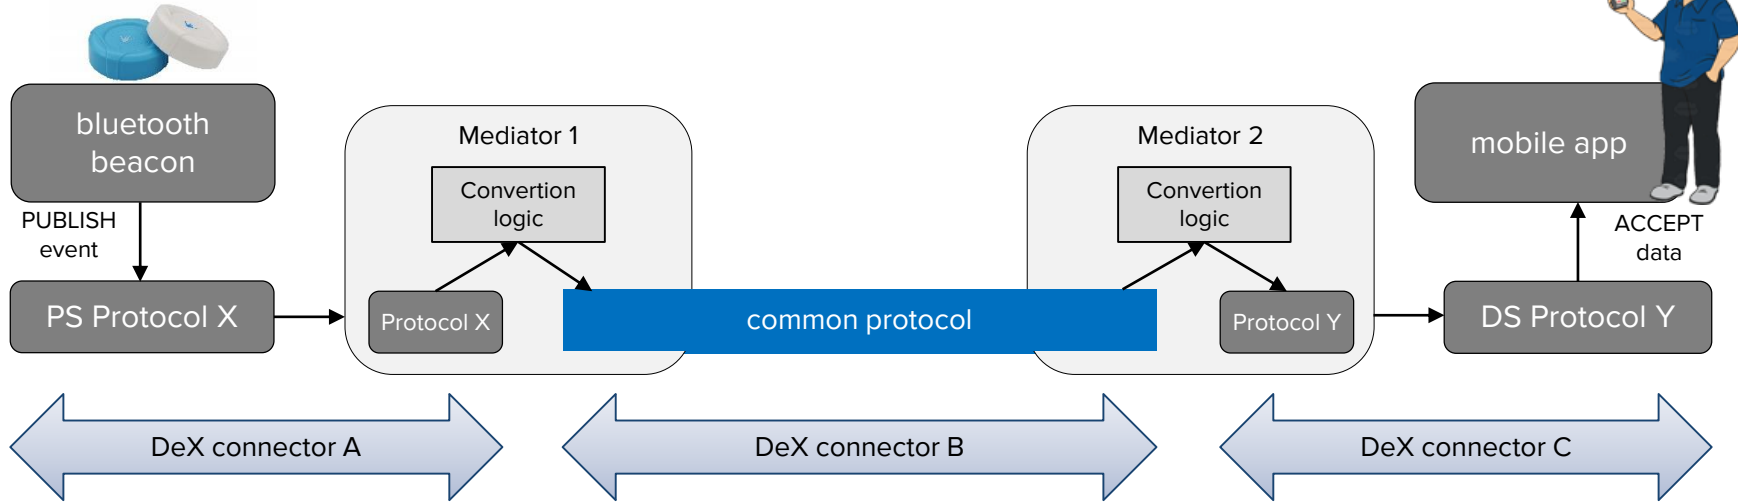 bluetooth
beacon
PUBLISH
event
PS Protocol X
Mediator 1
Convertion
logic
Protocol X
common protocol
Mediator 2
Convertion
logic
Protocol Y
mobile app
ACCEPT
data
DS Protocol Y
DeX connector A
DeX connector B
DeX connector C